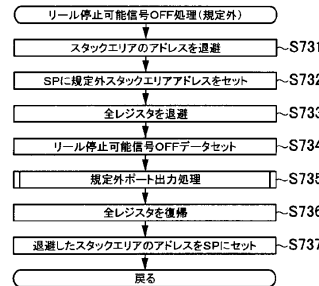 リール停止可能信号OFF処理(規定外)
スタックエリアのアドレスを退避 S731
SPに規定外スタックエリアアドレスをセット S732
全レジスタを退避 S733
リール停止可能信号OFFデータセット S734
規定外ポート出力処理 S735
全レジスタを復帰 S736
退避したスタックエリアのアドレスをSPにセット S737
戻る